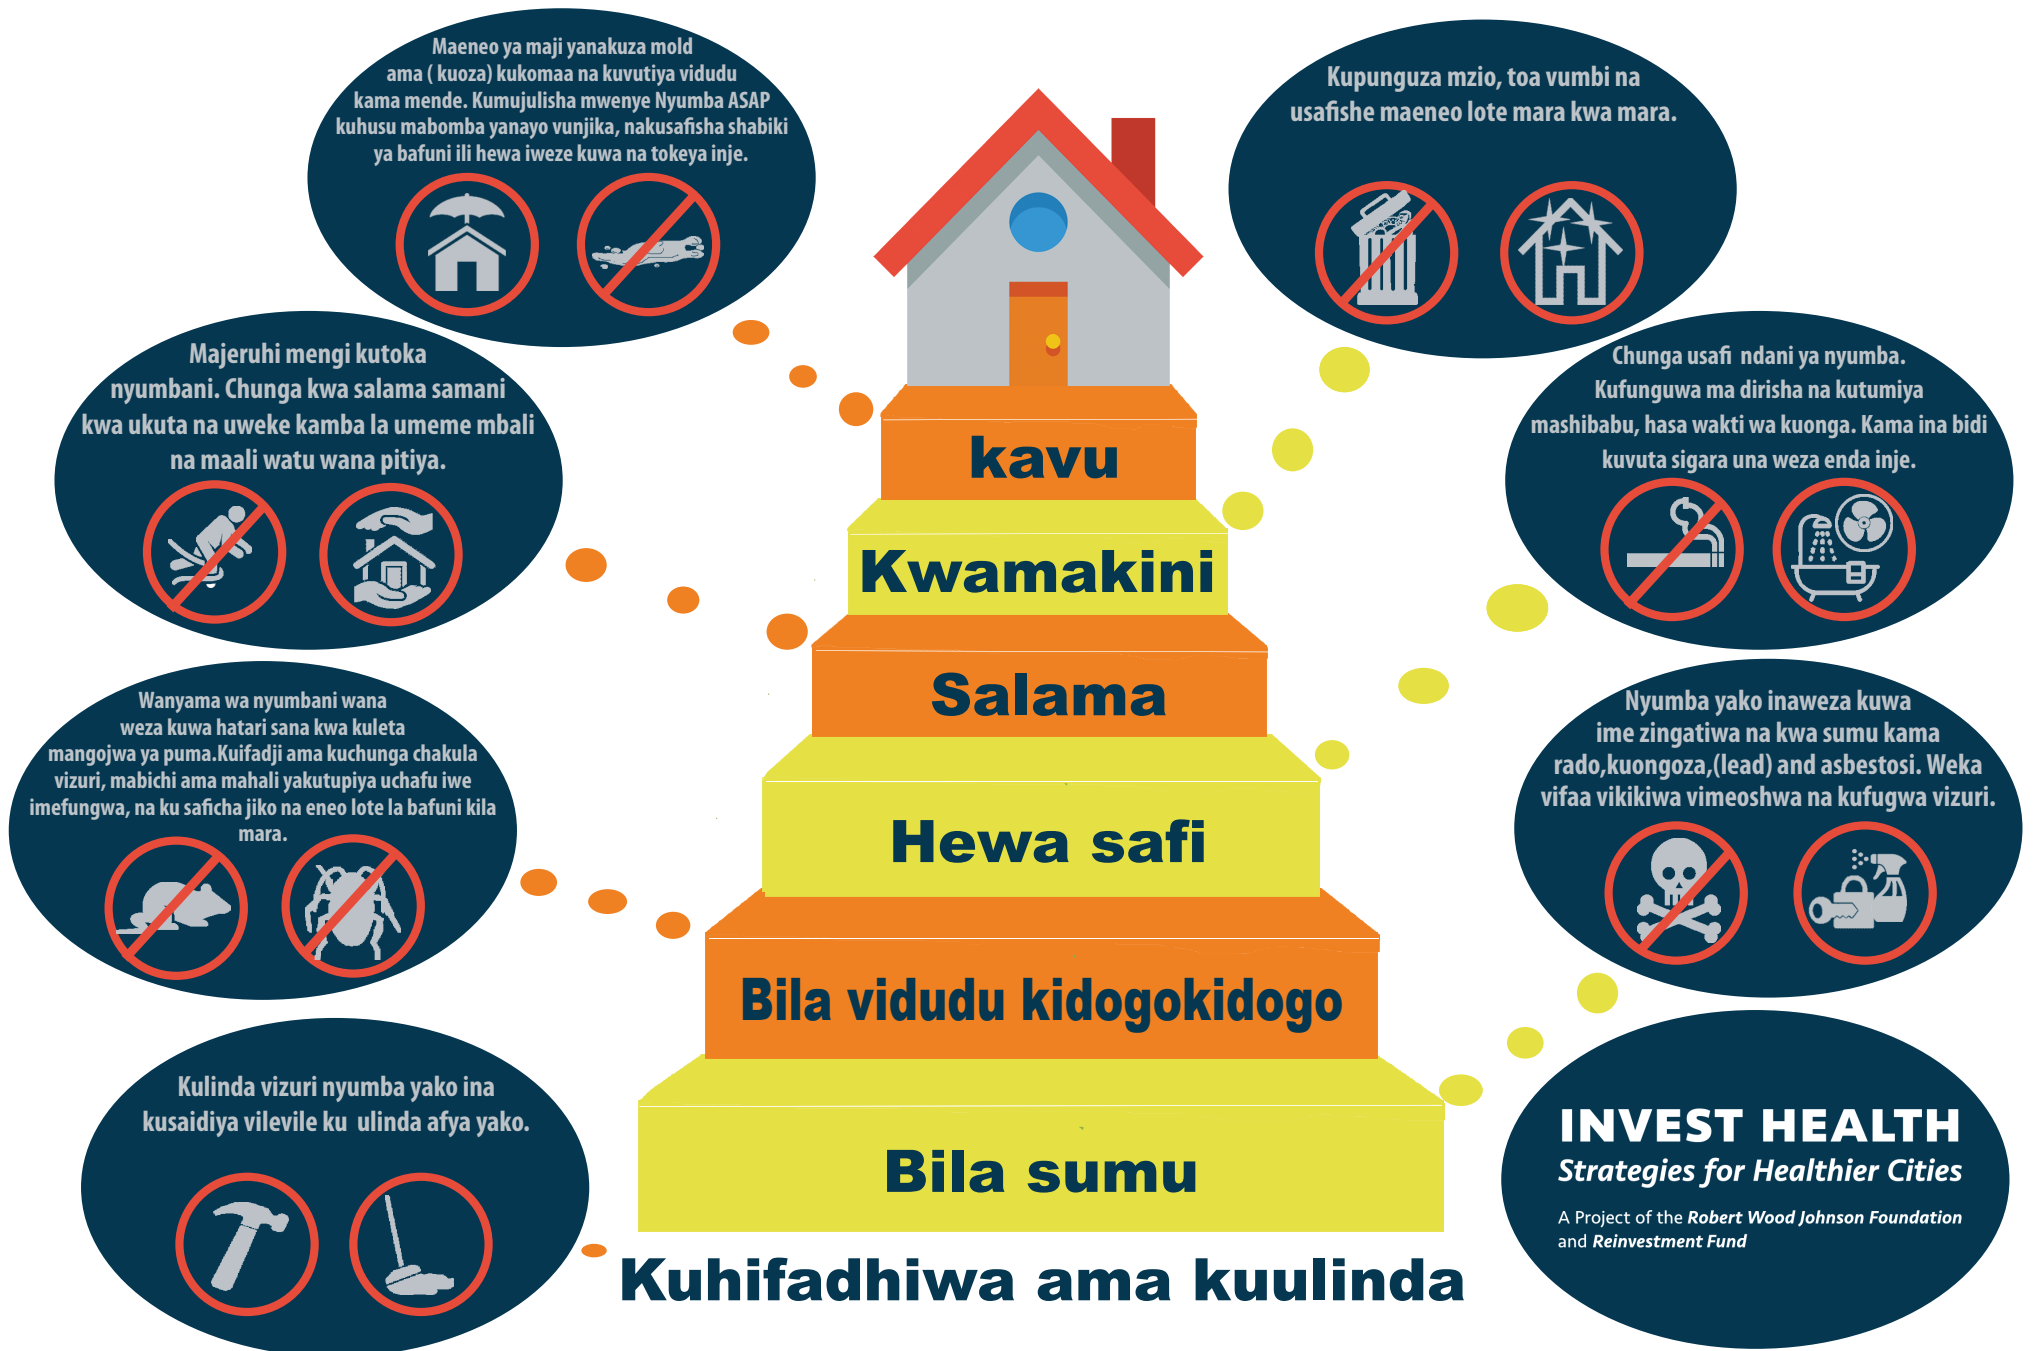 Maeneo ya maji yanakuza mold
ama ( kuoza) kukomaa na kuvutiya vidudu
kama mende. Kumujulisha mwenye Nyumba ASAP
kuhusu mabomba yanayo vunjika, nakusafisha shabiki
ya bafuni ili hewa iweze kuwa na tokeya inje.
Kupunguza mzio, toa vumbi na
usafishe maeneo lote mara kwa mara.
Majeruhi mengi kutoka
nyumbani. Chunga kwa salama samani
kwa ukuta na uweke kamba la umeme mbali
na maali watu wana pitiya.
Chunga usafi ndani ya nyumba.
Kufunguwa ma dirisha na kutumiya
mashibabu, hasa wakti wa kuonga. Kama ina bidi
kuvuta sigara una weza enda inje.
Wanyama wa nyumbani wana
weza kuwa hatari sana kwa kuleta
mangojwa ya puma.Kuifadji ama kuchunga chakula
vizuri, mabichi ama mahali yakutupiya uchafu iwe
imefungwa, na ku saficha jiko na eneo lote la bafuni kila
mara.
Nyumba yako inaweza kuwa
ime zingatiwa na kwa sumu kama
rado,kuongoza,(lead) and asbestosi. Weka
vifaa vikikiwa vimeoshwa na kufugwa vizuri.
Kulinda vizuri nyumba yako ina
kusaidiya vilevile ku ulinda afya yako.
kavu
Kwamakini
Salama
Hewa safi
Bila vidudu kidogokidogo
Bila sumu
Kuhifadhiwa ama kuulinda
INVEST HEALTH
Strategies for Healthier Cities
A Project of the Robert Wood Johnson Foundation
and Reinvestment Fund